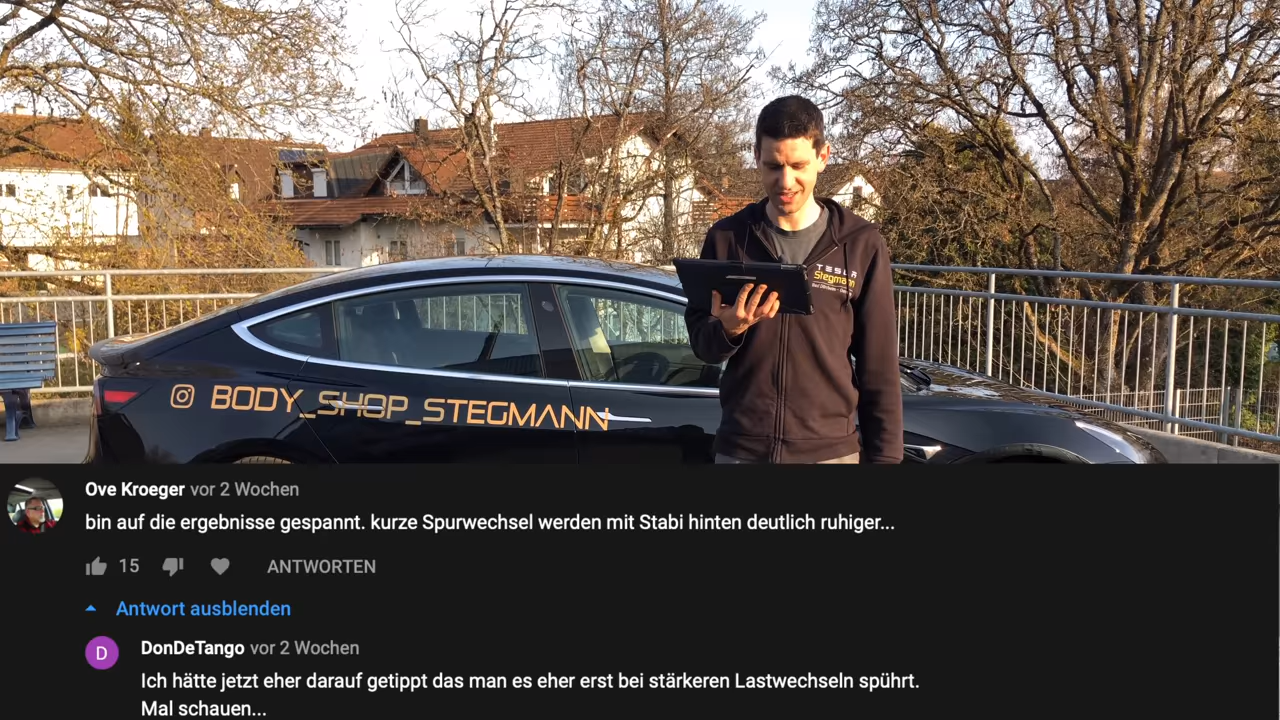 TESLA
Stegmann
BODY_SHOP_STEGMANN
Ove Kroeger vor 2 Wochen
bin auf die ergebnisse gespannt. kurze Spurwechsel werden mit Stabi hinten deutlich ruhiger...
15
ANTWORTEN
Antwort ausblenden
D
DonDeTango vor 2 Wochen
Ich hätte jetzt eher darauf getippt das man es eher erst bei stärkeren Lastwechseln spührt.
Mal schauen...